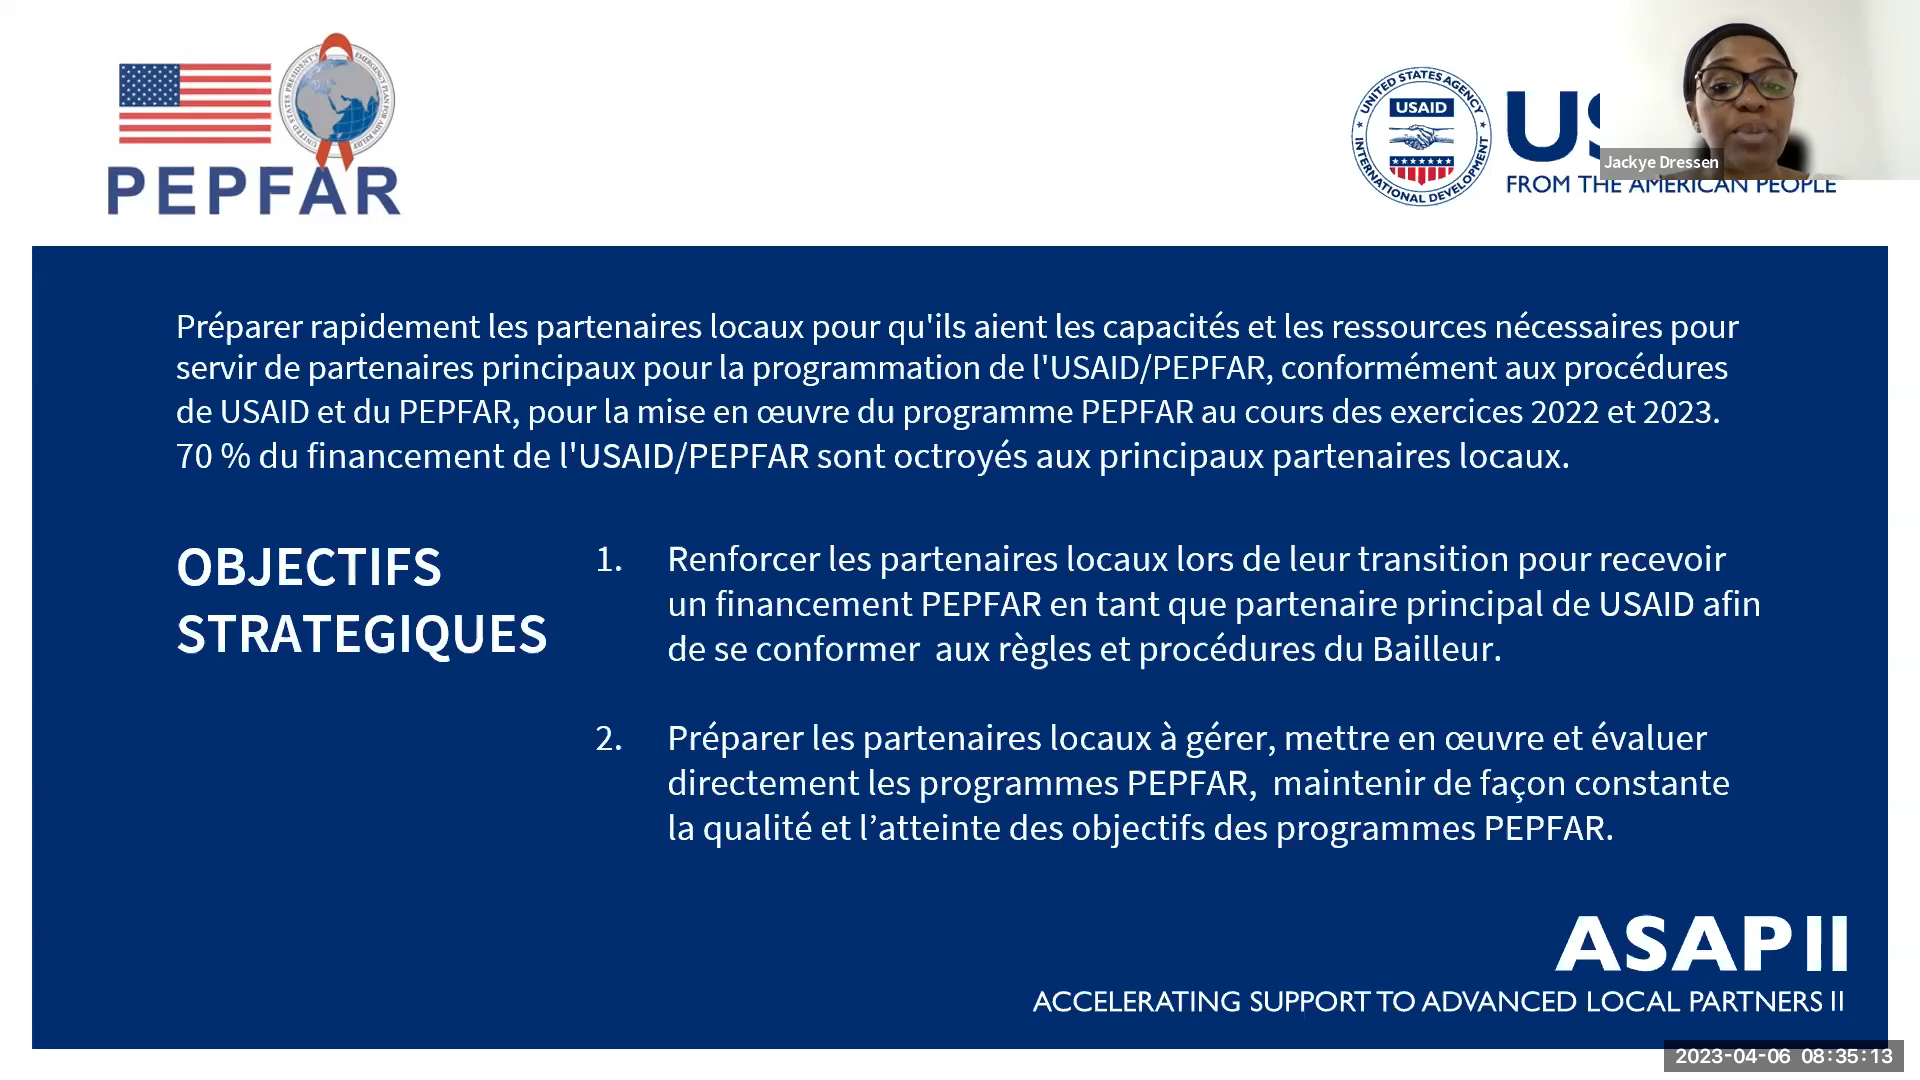 PEPFAR
UNITED STATES AGENCY
USAID
INTERNATIONAL DEVELOPMENT
FROM THE AMERICAN PEOPLE
Jackye Dressen
Préparer rapidement les partenaires locaux pour qu'ils aient les capacités et les ressources nécessaires pour
servir de partenaires principaux pour la programmation de l'USAID/PEPFAR, conformément aux procédures
de USAID et du PEPFAR, pour la mise en œuvre du programme PEPFAR au cours des exercices 2022 et 2023.
70 % du financement de l'USAID/PEPFAR sont octroyés aux principaux partenaires locaux.
OBJECTIFS
STRATEGIQUES
1. Renforcer les partenaires locaux lors de leur transition pour recevoir
un financement PEPFAR en tant que partenaire principal de USAID afin
de se conformer  aux règles et procédures du Bailleur.
2. Préparer les partenaires locaux à gérer, mettre en œuvre et évaluer
directement les programmes PEPFAR,  maintenir de façon constante
la qualité et l’atteinte des objectifs des programmes PEPFAR.
ASAP II
ACCELERATING SUPPORT TO ADVANCED LOCAL PARTNERS II
2023-04-06 08:35:13